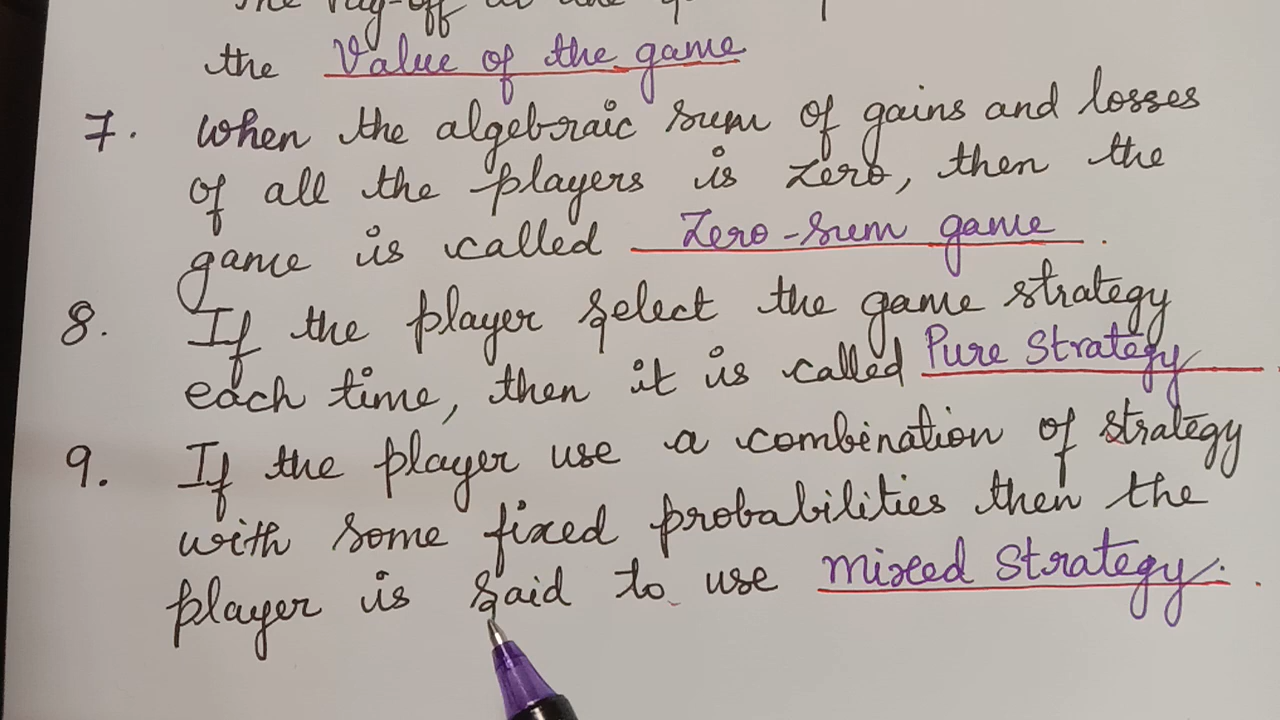 the Value of the game
7. When the algebraic sum of gains and losses
of all the players is zero, then the
game is called Zero-Sum game.
8. If the player select the game strategy
each time, then it is called Pure Strategy
9. If the player use a combination of strategy
with some fixed probabilities then the
player is said to use mixed Strategy.